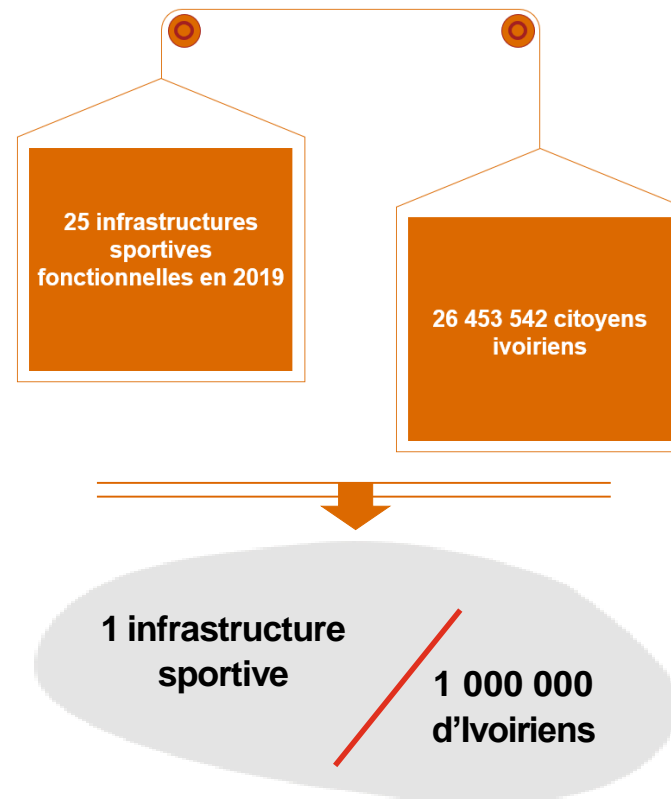 25 infrastructures
sportives
fonctionnelles en 2019
26 453 542 citoyens
ivoiriens
1 infrastructure
sportive
1 000 000
d’Ivoiriens